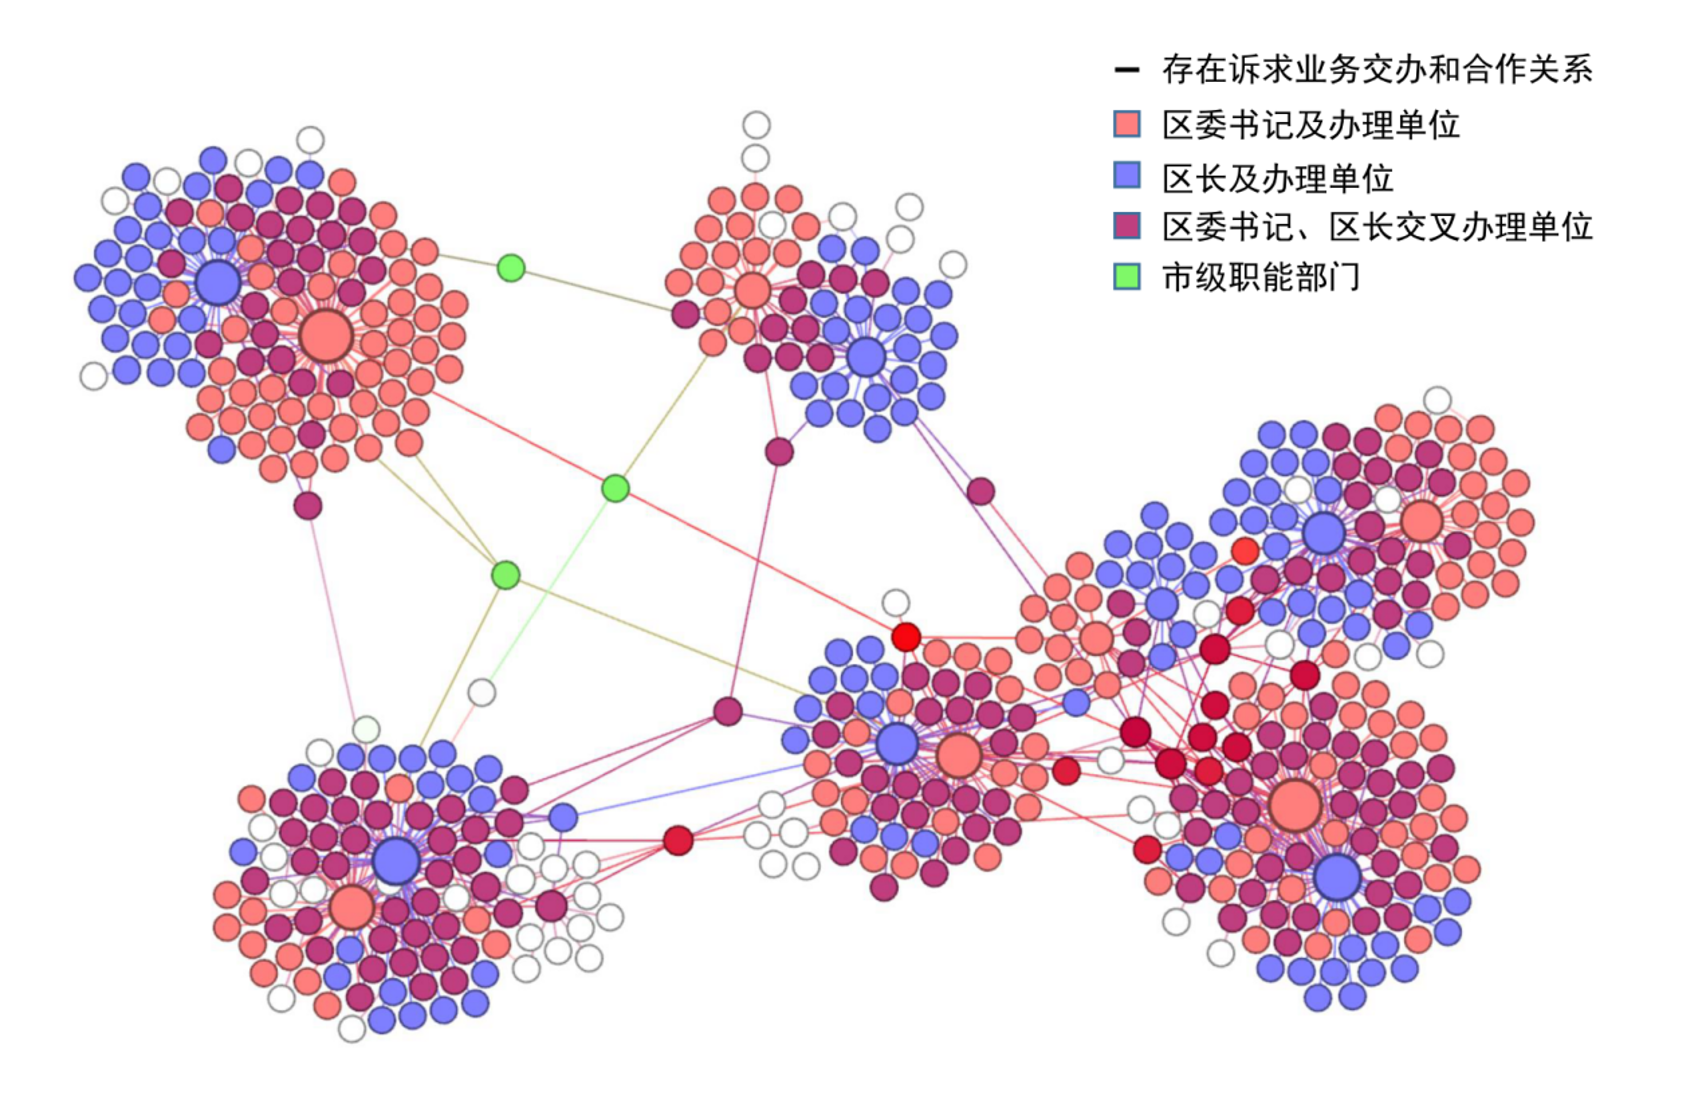 存在诉求业务交办和合作关系
区委书记及办理单位
区长及办理单位
区委书记、区长交叉办理单位
市级职能部门